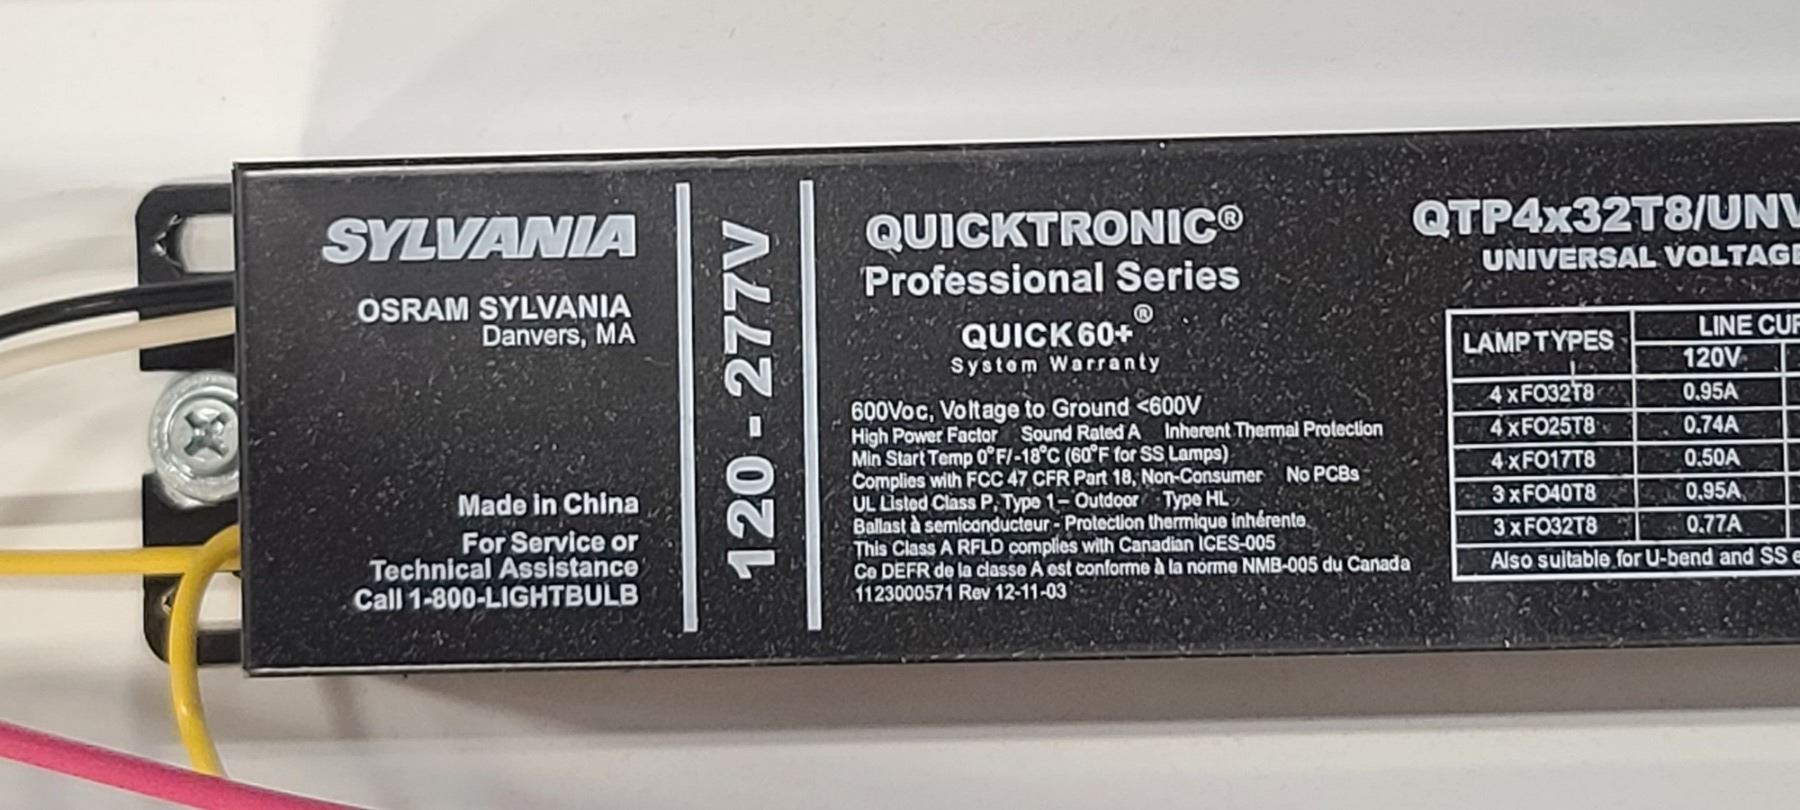 SYLVANIA
OSRAM SYLVANIA
Danvers, MA
Made in China
For Service or
Technical Assistance
Call 1-800-LIGHTBULB
120 - 277V
QUICKTRONIC®
Professional Series
QUICK60+®
System Warranty
600Voc, Voltage to Ground <600V
High Power Factor Sound Rated A Inherent Thermal Protection
Min Start Temp 0°F/-18°C (60°F for SS Lamps)
Complies with FCC 47 CFR Part 18, Non-Consumer No PCBs
UL Listed Class P, Type 1 – Outdoor Type HL
Ballast à semiconducteur - Protection thermique inhérente
This Class A RFLD complies with Canadian ICES-005
Ce DEFR de la classe A est conforme à la norme NMB-005 du Canada
1123000571 Rev 12-11-03
QTP4x32T8/UNV
UNIVERSAL VOLTAGE
LAMP TYPES LINE CUR
120V
4 x FO32T8 0.95A
4 x FO25T8 0.74A
4 x FO17T8 0.50A
3 x FO40T8 0.95A
3 x FO32T8 0.77A
Also suitable for U-bend and SS e